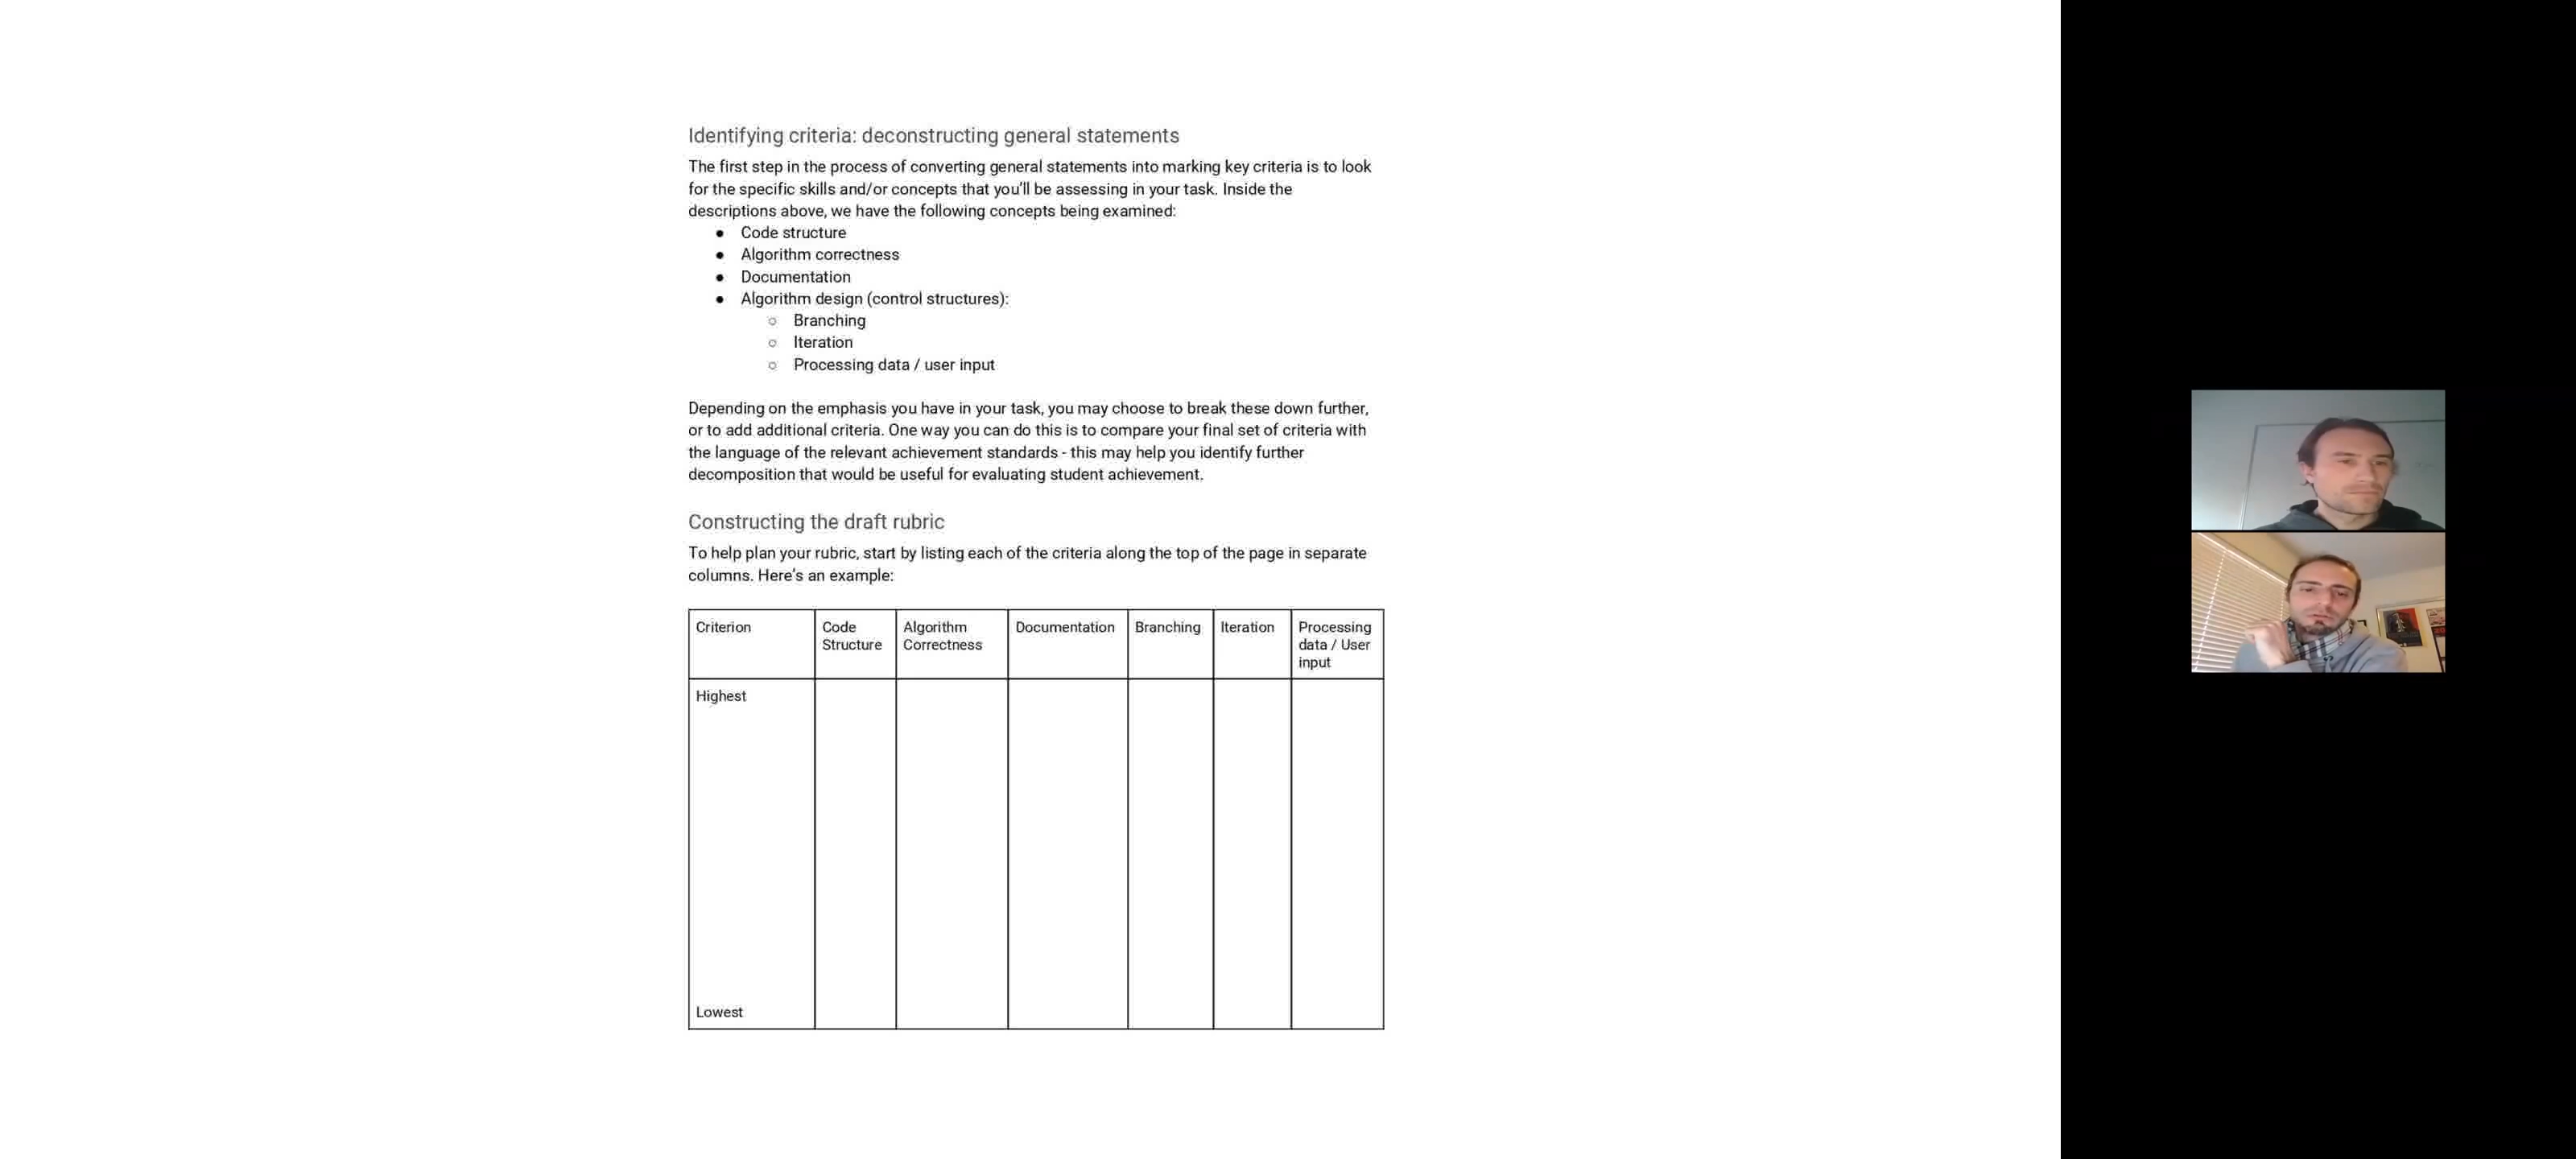 Identifying criteria: deconstructing general statements
The first step in the process of converting general statements into marking key criteria is to look
for the specific skills and/or concepts that you'll be assessing in your task. Inside the
descriptions above, we have the following concepts being examined:
● Code structure
● Algorithm correctness
● Documentation
● Algorithm design (control structures):
○ Branching
○ Iteration
○ Processing data / user input
Depending on the emphasis you have in your task, you may choose to break these down further,
or to add additional criteria. One way you can do this is to compare your final set of criteria with
the language of the relevant achievement standards - this may help you identify further
decomposition that would be useful for evaluating student achievement.
Constructing the draft rubric
To help plan your rubric, start by listing each of the criteria along the top of the page in separate
columns. Here's an example:
Criterion
Code
Structure
Algorithm
Correctness
Documentation
Branching
Iteration
Processing
data / User
input
Highest
Lowest